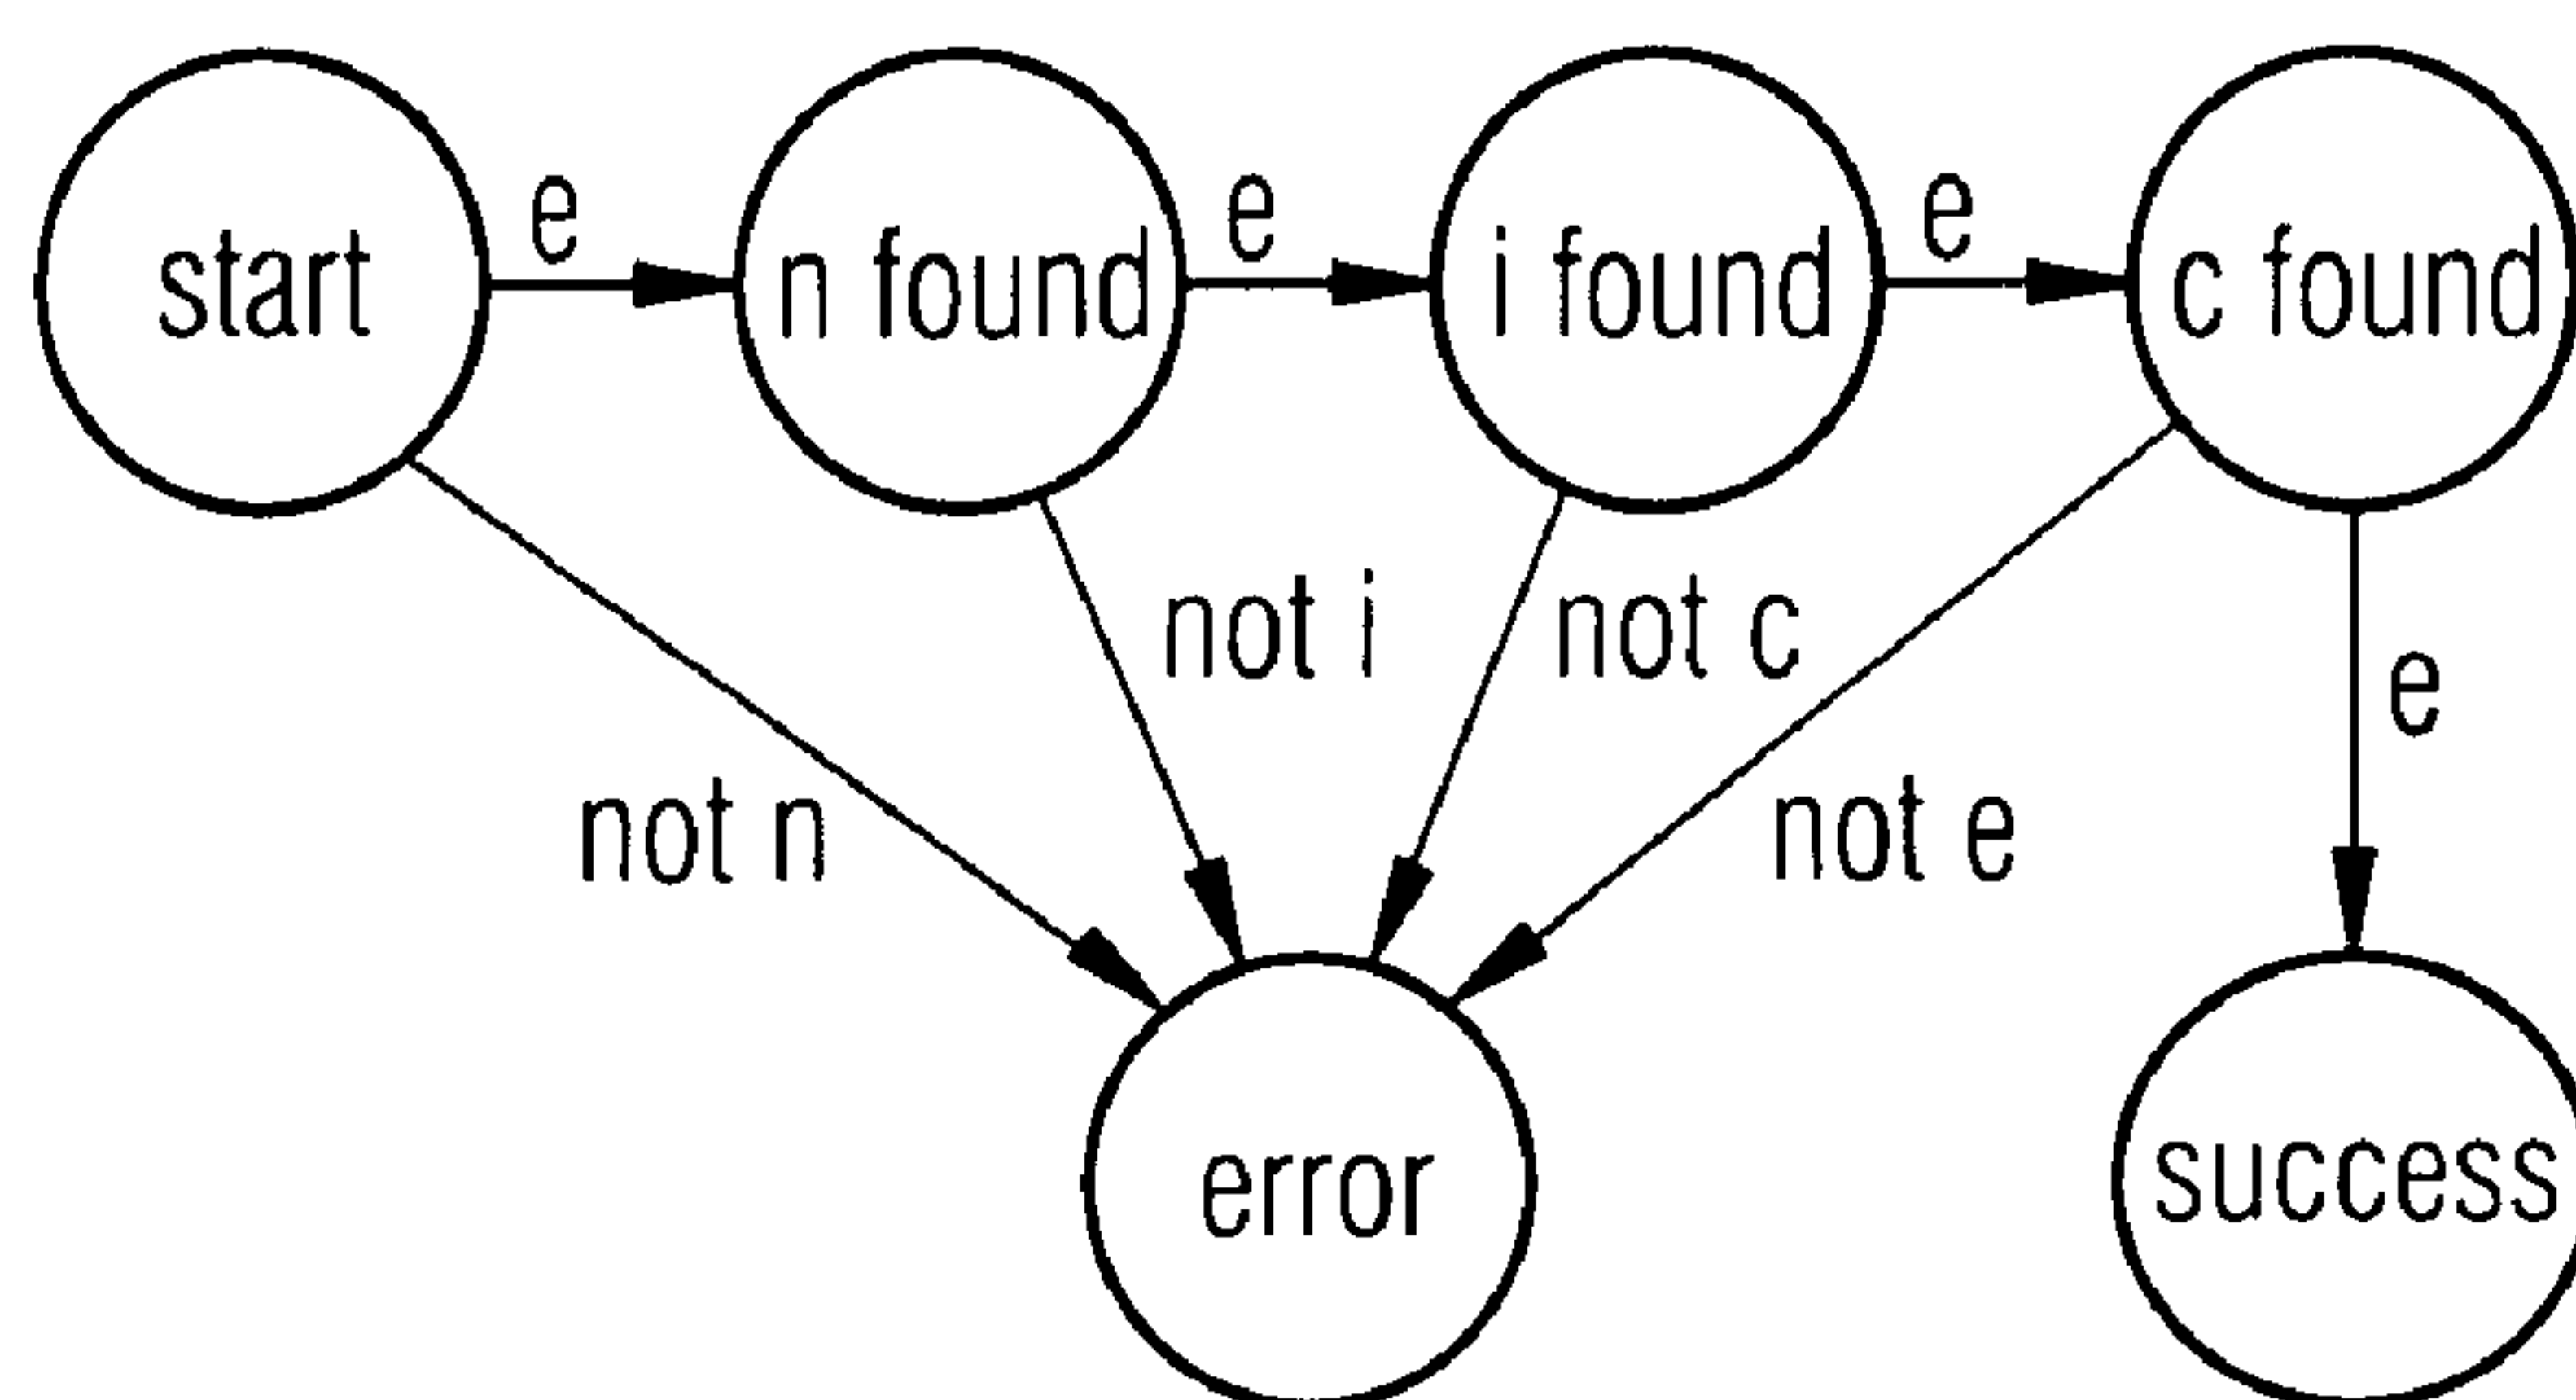 e e e
start n found i found c found
not i not c
e
not n not e
error success